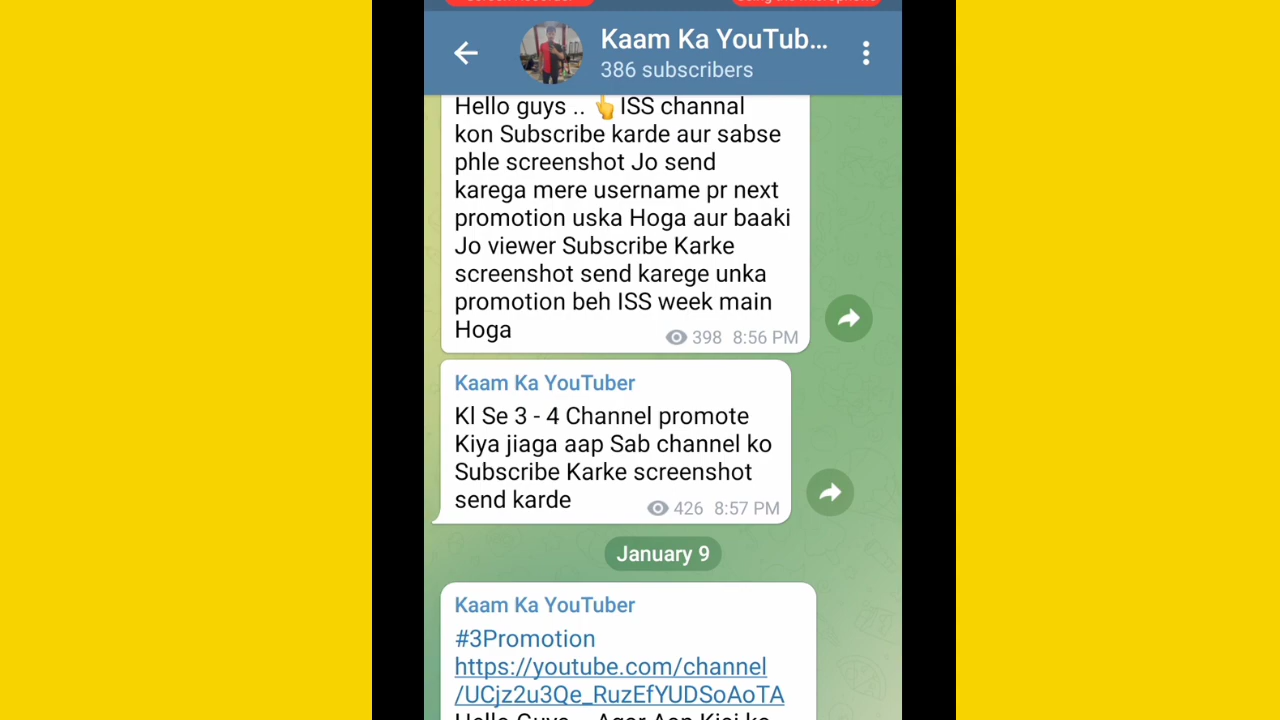 Kaam Ka YouTub...
386 subscribers
Hello guys .. 👆ISS channal
kon Subscribe karde aur sabse
phle screenshot Jo send
karega mere username pr next
promotion uska Hoga aur baaki
Jo viewer Subscribe Karke
screenshot send karege unka
promotion beh ISS week main
Hoga
398 8:56 PM
Kaam Ka YouTuber
Kl Se 3 - 4 Channel promote
Kiya jiaga aap Sab channel ko
Subscribe Karke screenshot
send karde
426 8:57 PM
January 9
Kaam Ka YouTuber
#3Promotion
https://youtube.com/channel
/UCjz2u3Qe_RuzEfYUDSoAoTA